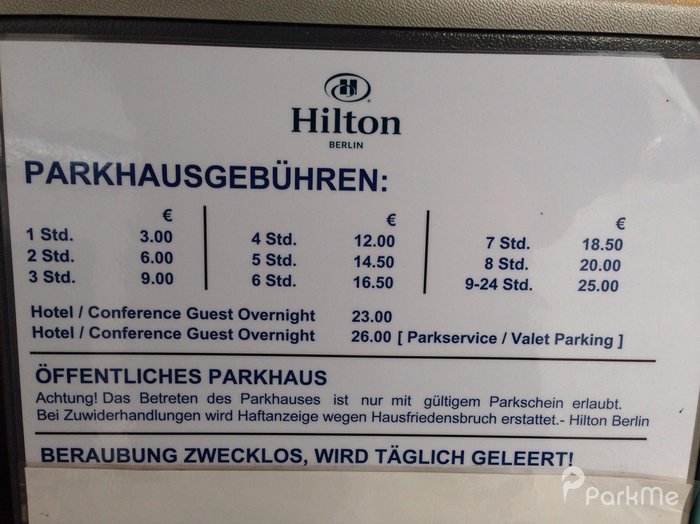 Hilton
BERLIN
PARKHAUSGEBÜHREN:
€ € €
1 Std. 3.00 4 Std. 12.00 7 Std. 18.50
2 Std. 6.00 5 Std. 14.50 8 Std. 20.00
3 Std. 9.00 6 Std. 16.50 9-24 Std. 25.00
Hotel / Conference Guest Overnight 23.00
Hotel / Conference Guest Overnight 26.00 [ Parkservice / Valet Parking ]
ÖFFENTLICHES PARKHAUS
Achtung! Das Betreten des Parkhauses ist nur mit gültigem Parkschein erlaubt.
Bei Zuwiderhandlungen wird Haftanzeige wegen Hausfriedensbruch erstattet.- Hilton Berlin
BERAUBUNG ZWECKLOS, WIRD TÄGLICH GELEERT!
ParkMe